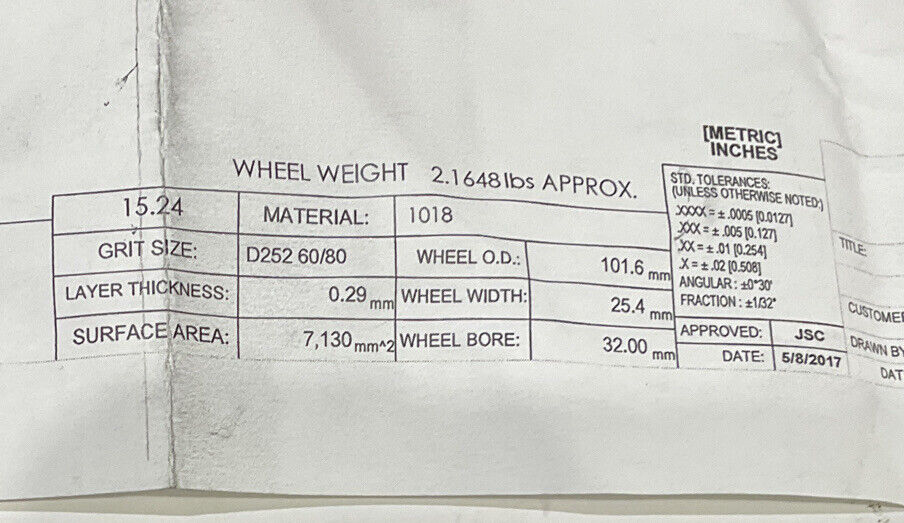 [METRIC]
INCHES
WHEEL WEIGHT 2.1648 lbs APPROX.
15.24
MATERIAL: 1018
GRIT SIZE: D252 60/80 WHEEL O.D.: 101.6 mm
LAYER THICKNESS: 0.29 mm WHEEL WIDTH: 25.4 mm
SURFACE AREA: 7,130 mm^2 WHEEL BORE: 32.00 mm
STD. TOLERANCES:
(UNLESS OTHERWISE NOTED:)
.XXXX = ± .0005 [0.0127]
.XXX = ± .005 [0.127]
.XX = ± .01 [0.254]
.X = ± .02 [0.508]
ANGULAR : ±0°30'
FRACTION : ±1/32"
APPROVED: JSC
DATE: 5/8/2017
TITLE:
CUSTOMER
DRAWN BY
DAT